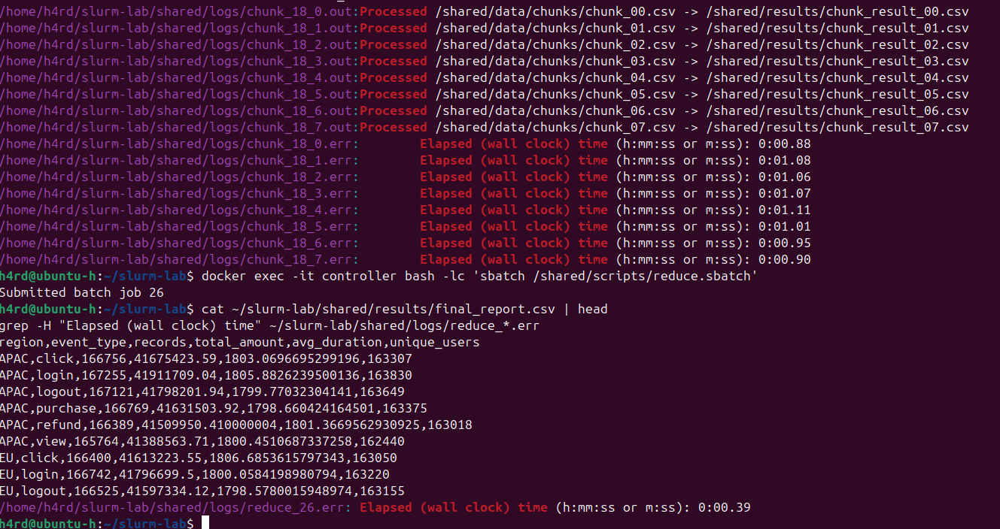 /home/h4rd/slurm-lab/shared/logs/chunk_18_0.out:Processed /shared/data/chunks/chunk_00.csv -> /shared/results/chunk_result_00.csv
/home/h4rd/slurm-lab/shared/logs/chunk_18_1.out:Processed /shared/data/chunks/chunk_01.csv -> /shared/results/chunk_result_01.csv
/home/h4rd/slurm-lab/shared/logs/chunk_18_2.out:Processed /shared/data/chunks/chunk_02.csv -> /shared/results/chunk_result_02.csv
/home/h4rd/slurm-lab/shared/logs/chunk_18_3.out:Processed /shared/data/chunks/chunk_03.csv -> /shared/results/chunk_result_03.csv
/home/h4rd/slurm-lab/shared/logs/chunk_18_4.out:Processed /shared/data/chunks/chunk_04.csv -> /shared/results/chunk_result_04.csv
/home/h4rd/slurm-lab/shared/logs/chunk_18_5.out:Processed /shared/data/chunks/chunk_05.csv -> /shared/results/chunk_result_05.csv
/home/h4rd/slurm-lab/shared/logs/chunk_18_6.out:Processed /shared/data/chunks/chunk_06.csv -> /shared/results/chunk_result_06.csv
/home/h4rd/slurm-lab/shared/logs/chunk_18_7.out:Processed /shared/data/chunks/chunk_07.csv -> /shared/results/chunk_result_07.csv
/home/h4rd/slurm-lab/shared/logs/chunk_18_0.err:        Elapsed (wall clock) time (h:mm:ss or m:ss): 0:00.88
/home/h4rd/slurm-lab/shared/logs/chunk_18_1.err:        Elapsed (wall clock) time (h:mm:ss or m:ss): 0:01.08
/home/h4rd/slurm-lab/shared/logs/chunk_18_2.err:        Elapsed (wall clock) time (h:mm:ss or m:ss): 0:01.06
/home/h4rd/slurm-lab/shared/logs/chunk_18_3.err:        Elapsed (wall clock) time (h:mm:ss or m:ss): 0:01.07
/home/h4rd/slurm-lab/shared/logs/chunk_18_4.err:        Elapsed (wall clock) time (h:mm:ss or m:ss): 0:01.11
/home/h4rd/slurm-lab/shared/logs/chunk_18_5.err:        Elapsed (wall clock) time (h:mm:ss or m:ss): 0:01.01
/home/h4rd/slurm-lab/shared/logs/chunk_18_6.err:        Elapsed (wall clock) time (h:mm:ss or m:ss): 0:00.95
/home/h4rd/slurm-lab/shared/logs/chunk_18_7.err:        Elapsed (wall clock) time (h:mm:ss or m:ss): 0:00.90
h4rd@ubuntu-h:~/slurm-lab$ docker exec -it controller bash -lc 'sbatch /shared/scripts/reduce.sbatch'
Submitted batch job 26
h4rd@ubuntu-h:~/slurm-lab$ cat ~/slurm-lab/shared/results/final_report.csv | head
grep -H "Elapsed (wall clock) time" ~/slurm-lab/shared/logs/reduce_*.err
region,event_type,records,total_amount,avg_duration,unique_users
APAC,click,166756,41675423.59,1803.0696695299196,163307
APAC,login,167255,41911709.04,1805.8826239500136,163830
APAC,logout,167121,41798201.94,1799.77032304141,163649
APAC,purchase,166769,41631503.92,1798.660424164501,163375
APAC,refund,166389,41509950.410000004,1801.3669562930925,163018
APAC,view,165764,41388563.71,1800.4510687337258,162440
EU,click,166400,41613223.55,1806.6853615797343,163050
EU,login,166742,41796699.5,1800.0584198980794,163220
EU,logout,166525,41597334.12,1798.5780015948974,163155
/home/h4rd/slurm-lab/shared/logs/reduce_26.err: Elapsed (wall clock) time (h:mm:ss or m:ss): 0:00.39
h4rd@ubuntu-h:~/slurm-lab$